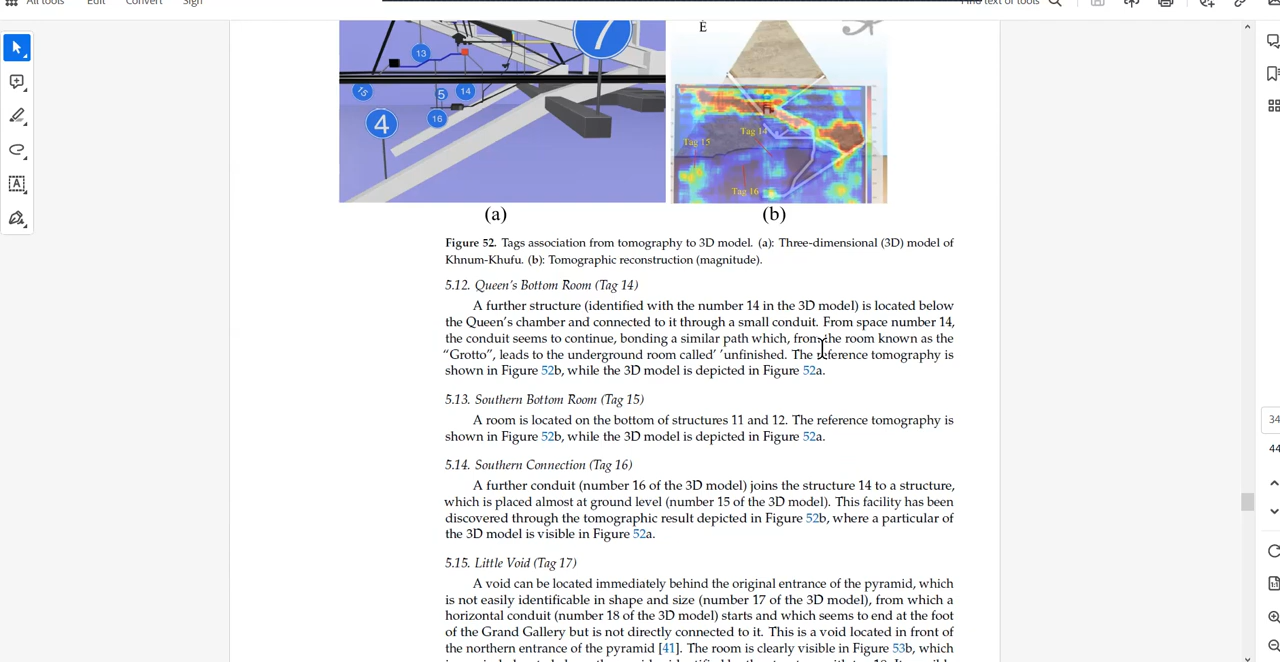 All tools Edit Convert Sign Find text or tools
7
13
15
5
14
16
4
E
Tag 14
Tag 15
Tag 16
(a) (b)
Figure 52. Tags association from tomography to 3D model. (a): Three-dimensional (3D) model of
Khnum-Khufu. (b): Tomographic reconstruction (magnitude).
5.12. Queen's Bottom Room (Tag 14)
A further structure (identified with the number 14 in the 3D model) is located below
the Queen's chamber and connected to it through a small conduit. From space number 14,
the conduit seems to continue, bonding a similar path which, from the room known as the
“Grotto”, leads to the underground room called’ ’unfinished. The reference tomography is
shown in Figure 52b, while the 3D model is depicted in Figure 52a.
5.13. Southern Bottom Room (Tag 15)
A room is located on the bottom of structures 11 and 12. The reference tomography is
shown in Figure 52b, while the 3D model is depicted in Figure 52a.
5.14. Southern Connection (Tag 16)
A further conduit (number 16 of the 3D model) joins the structure 14 to a structure,
which is placed almost at ground level (number 15 of the 3D model). This facility has been
discovered through the tomographic result depicted in Figure 52b, where a particular of
the 3D model is visible in Figure 52a.
5.15. Little Void (Tag 17)
A void can be located immediately behind the original entrance of the pyramid, which
is not easily identificable in shape and size (number 17 of the 3D model), from which a
horizontal conduit (number 18 of the 3D model) starts and which seems to end at the foot
of the Grand Gallery but is not directly connected to it. This is a void located in front of
the northern entrance of the pyramid [41]. The room is clearly visible in Figure 53b, which
34
44